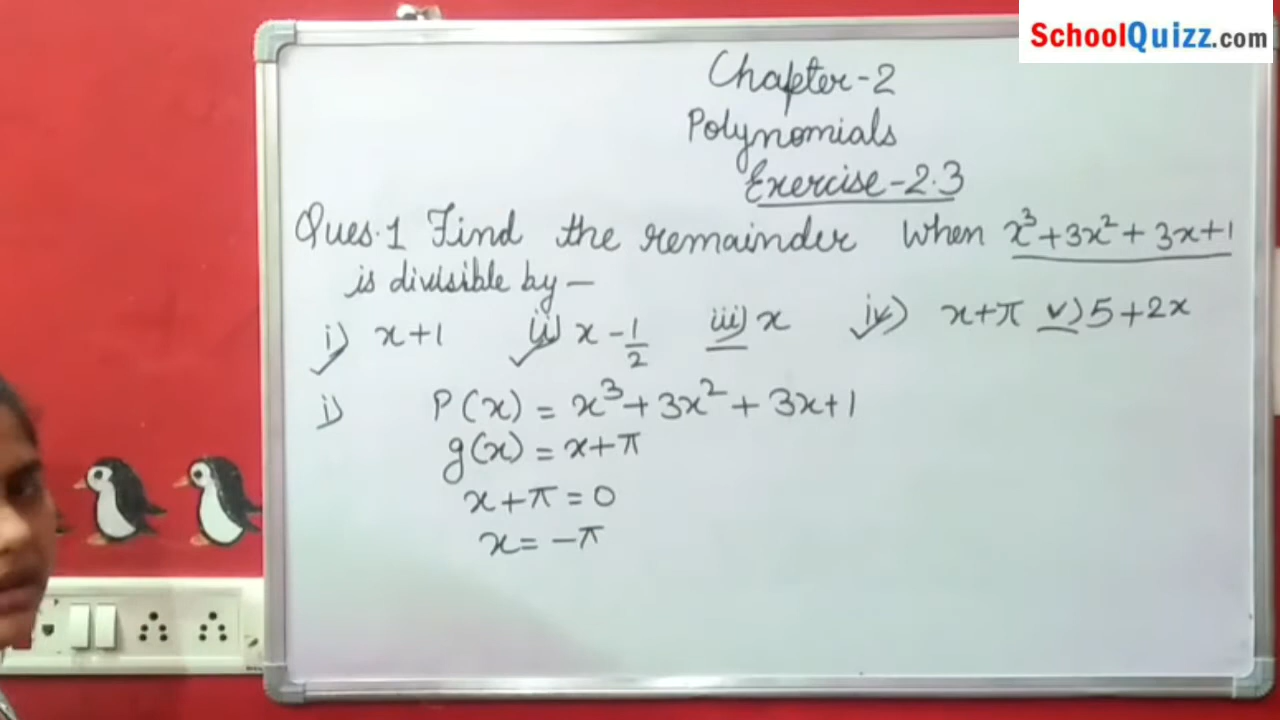 SchoolQuizz.com
Chapter-2
Polynomials
Exercise-2.3
Ques.1 Find the remainder when x³+3x²+3x+1
is divisible by—
i) x+1 ii) x-1/2 iii) x iv) x+π v) 5+2x
i) P(x) = x³+3x²+3x+1
g(x) = x+π
x+π=0
x=-π